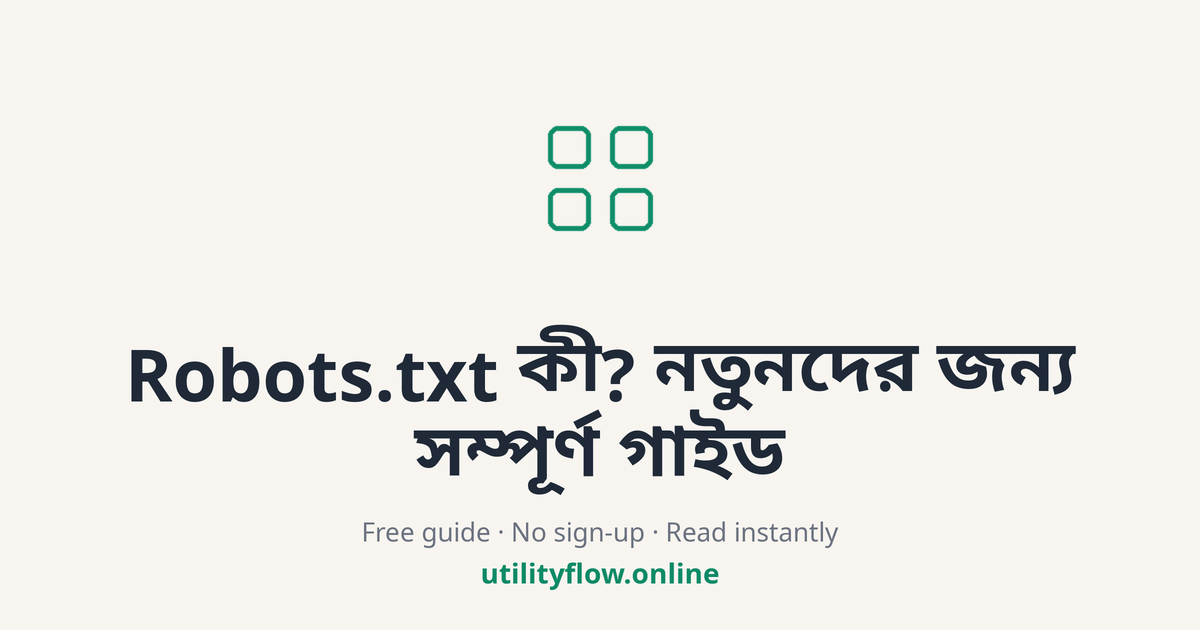 Robots.txt কী? নতুনদের জন্য
সম্পূর্ণ গাইড
Free guide · No sign-up · Read instantly
utilityflow.online